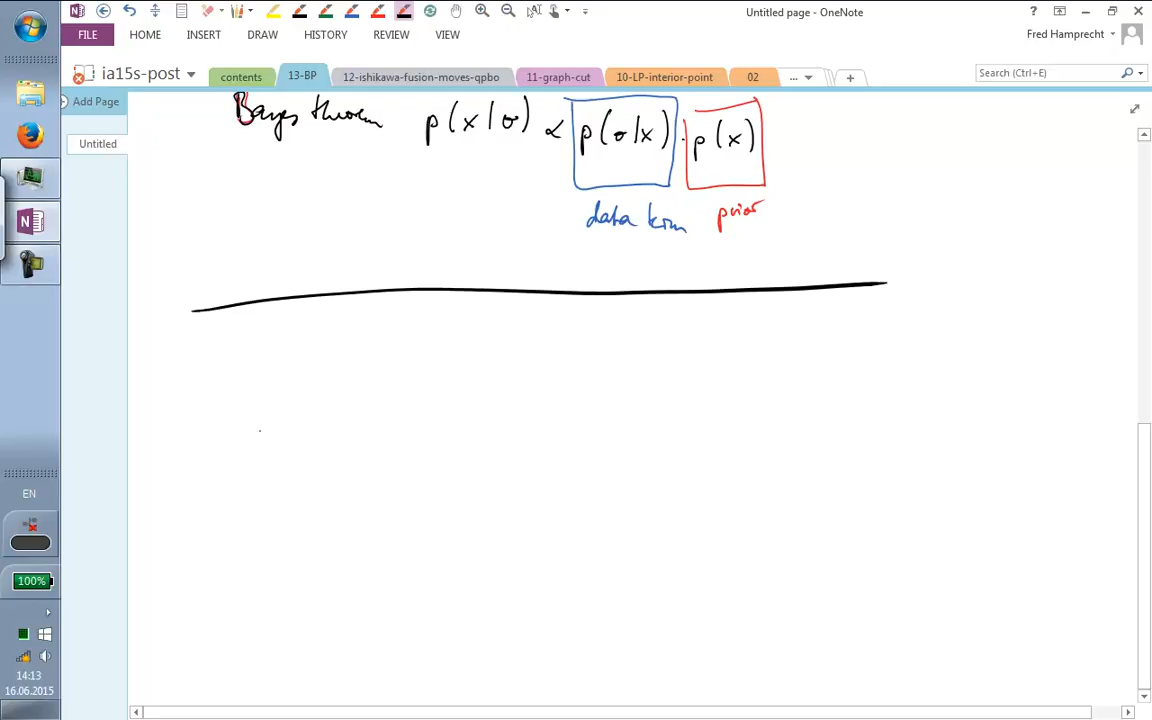 Untitled page - OneNote
?
FILE HOME INSERT DRAW HISTORY REVIEW VIEW
Fred Hamprecht
ia15s-post
contents 13-BP 12-ishikawa-fusion-moves-qpbo 11-graph-cut 10-LP-interior-point 02 ... +
Search (Ctrl+E)
Add Page
Untitled
Bayes theorem p(x|σ) ∝ p(σ|x) · p(x)
data term prior
EN
100%
14:13
16.06.2015